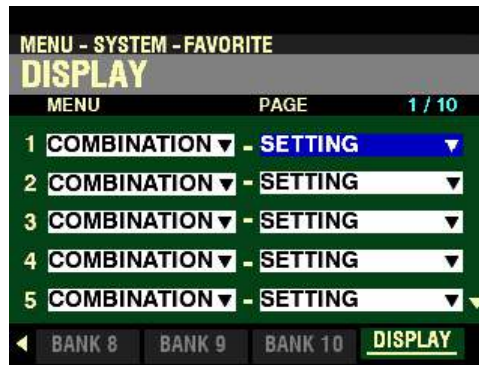 MENU - SYSTEM - FAVORITE
DISPLAY
MENU PAGE 1 / 10
1 COMBINATION ▼ - SETTING ▼
2 COMBINATION ▼ - SETTING ▼
3 COMBINATION ▼ - SETTING ▼
4 COMBINATION ▼ - SETTING ▼
5 COMBINATION ▼ - SETTING ▼
BANK 8 BANK 9 BANK 10 DISPLAY